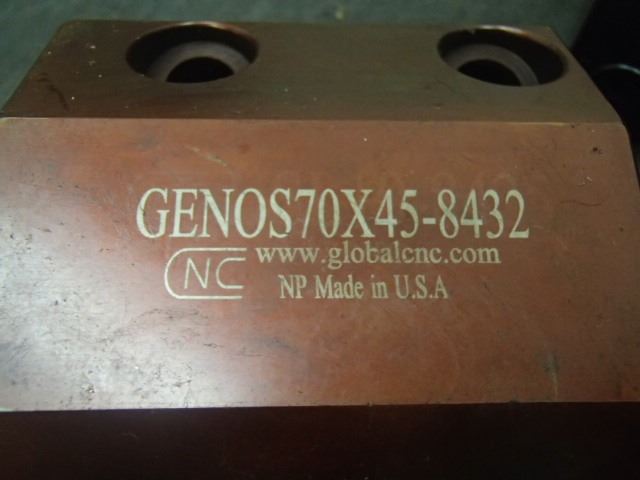 GENOS70X45-8432
www.globalcnc.com
NC
NP Made in U.S.A